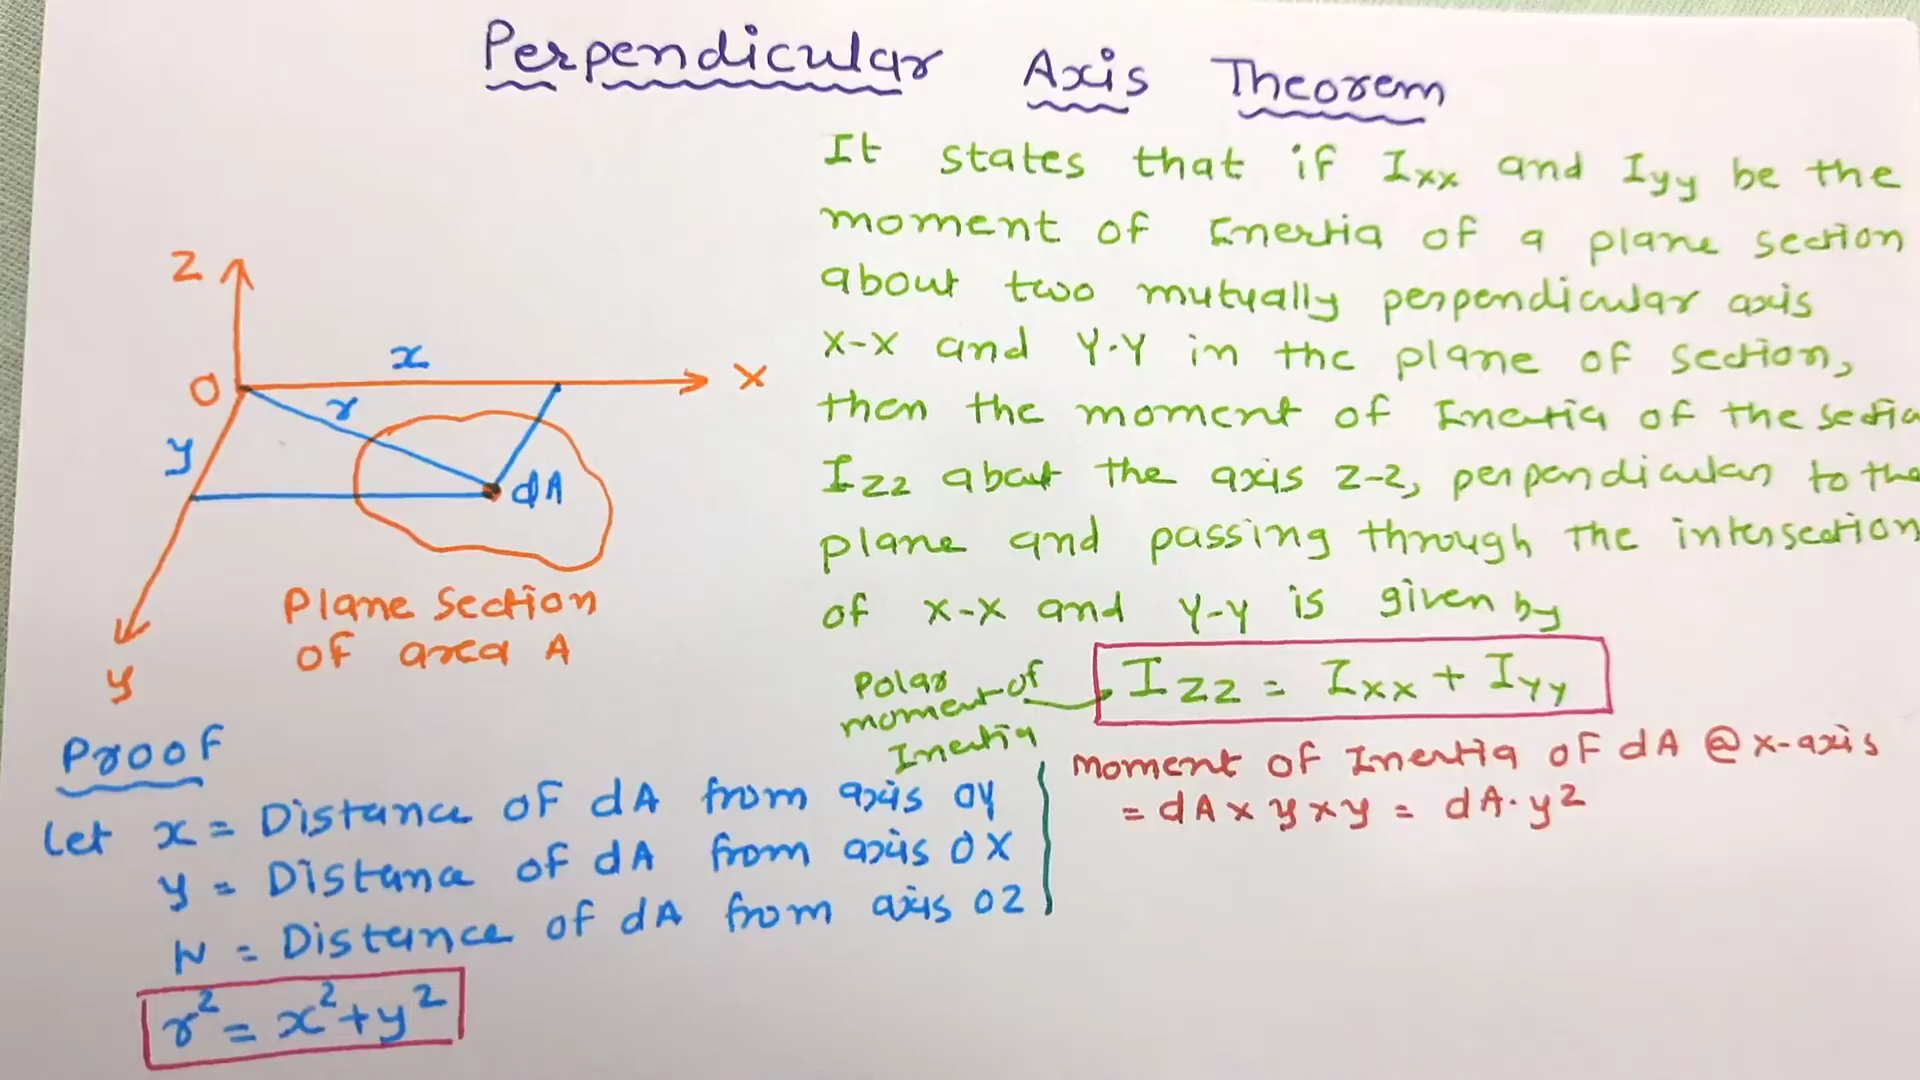 Perpendicular Axis Theorem
It states that if Ixx and Iyy be the
moment of Inertia of a plane section
about two mutually perpendicular axis
X-X and Y-Y in the plane of section,
then the moment of Inertia of the sectio
Izz about the axis z-z, perpendicular to the
plane and passing through the intersection
of X-X and Y-Y is given by
Izz = Ixx + Iyy
Polar
moment of
Inertia
Z
O
x
X
r
y
dA
Plane section
of area A
y
Proof
Let x = Distance of dA from axis OY
y = Distance of dA from axis OX
r = Distance of dA from axis OZ
r² = x² + y²
moment of Inertia of dA @ x-axis
= dA × y × y = dA · y²